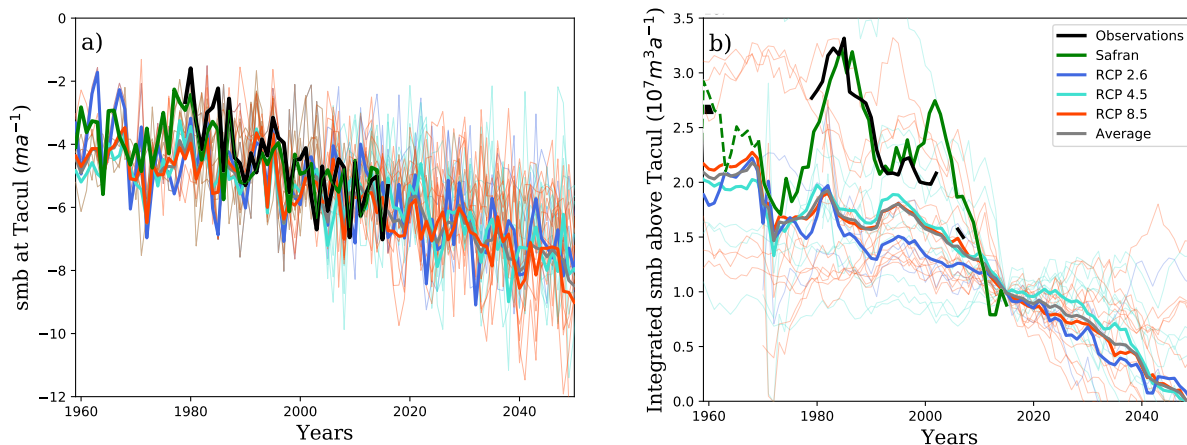 a)
smb at Tacul (ma⁻¹)
0
−2
−4
−6
−8
−10
−12
1960
1980
2000
2020
2040
Years
b)
Integrated smb above Tacul (10⁷m³a⁻¹)
3.5
3.0
2.5
2.0
1.5
1.0
0.5
0.0
1960
1980
2000
2020
2040
Years
Observations
Safran
RCP 2.6
RCP 4.5
RCP 8.5
Average